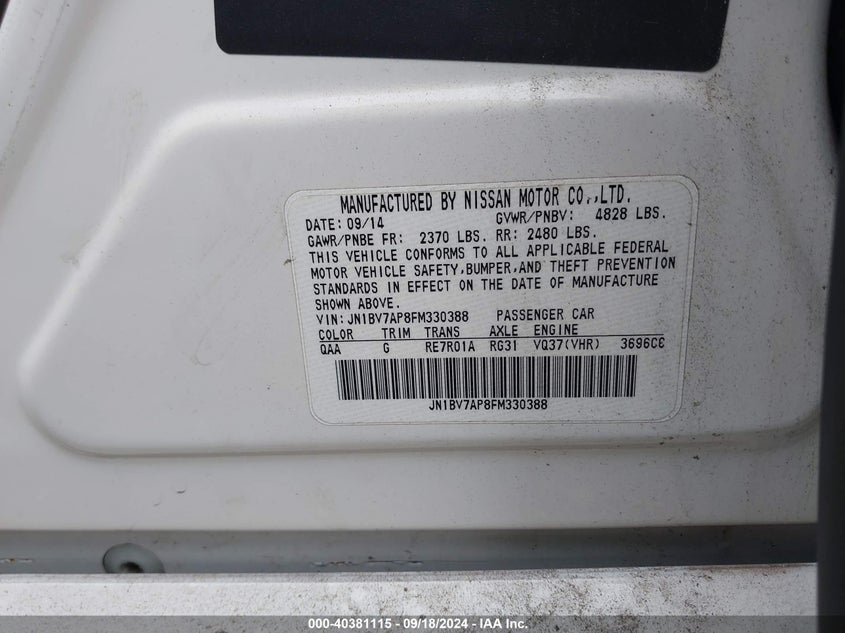 MANUFACTURED BY NISSAN MOTOR CO.,LTD.
DATE: 09/14 GVWR/PNBV: 4828 LBS.
GAWR/PNBE FR: 2370 LBS. RR: 2480 LBS.
THIS VEHICLE CONFORMS TO ALL APPLICABLE FEDERAL
MOTOR VEHICLE SAFETY,BUMPER,AND THEFT PREVENTION
STANDARDS IN EFFECT ON THE DATE OF MANUFACTURE
SHOWN ABOVE.
VIN:JN1BV7AP8FM330388 PASSENGER CAR
COLOR TRIM TRANS AXLE ENGINE
QAA G RE7R01A RG31 VQ37(VHR) 3696CC
JN1BV7AP8FM330388
000-40381115 - 09/18/2024 - US - IAA